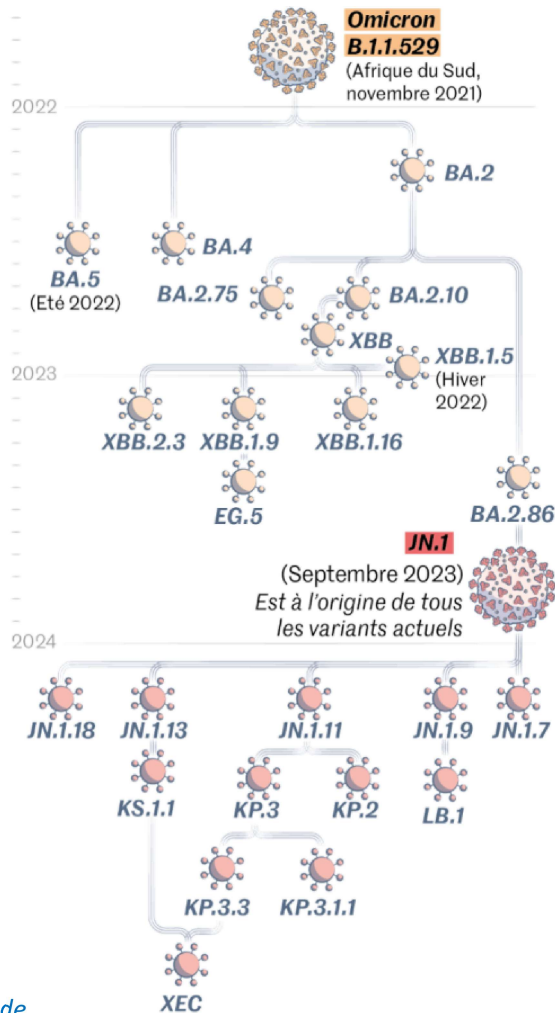 Omicron
B.1.1.529
(Afrique du Sud,
novembre 2021)
2022
BA.2
BA.4
BA.5
(Eté 2022)
BA.2.75
BA.2.10
XBB
XBB.1.5
(Hiver
2022)
2023
XBB.2.3
XBB.1.9
XBB.1.16
EG.5
BA.2.86
JN.1
(Septembre 2023)
Est à l'origine de tous
les variants actuels
2024
JN.1.18
JN.1.13
JN.1.11
JN.1.9
JN.1.7
KS.1.1
KP.3
KP.2
LB.1
KP.3.3
KP.3.1.1
XEC
de